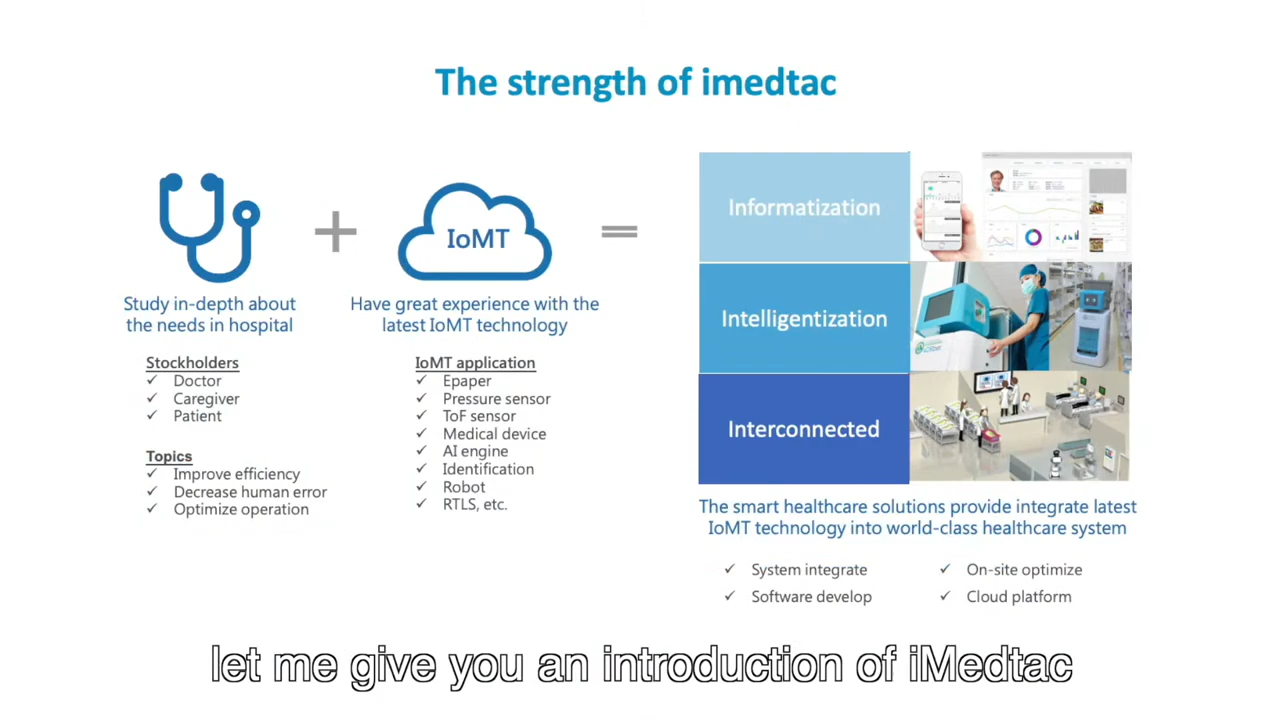 The strength of imedtac
IoMT
Study in-depth about
the needs in hospital
Stockholders
✓ Doctor
✓ Caregiver
✓ Patient
Topics
✓ Improve efficiency
✓ Decrease human error
✓ Optimize operation
Have great experience with the
latest IoMT technology
IoMT application
✓ Epaper
✓ Pressure sensor
✓ ToF sensor
✓ Medical device
✓ AI engine
✓ Identification
✓ Robot
✓ RTLS, etc.
Informatization
Intelligentization
Interconnected
The smart healthcare solutions provide integrate latest
IoMT technology into world-class healthcare system
✓ System integrate
✓ Software develop
✓ On-site optimize
✓ Cloud platform
let me give you an introduction of iMedtac